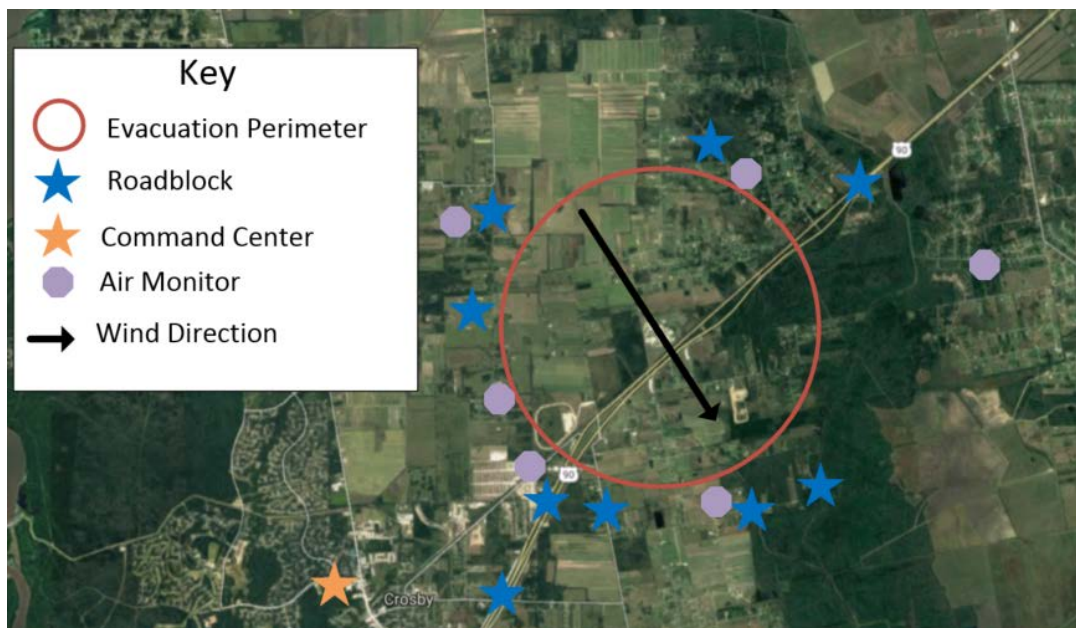 Key
Evacuation Perimeter
Roadblock
Command Center
Air Monitor
Wind Direction
90
90
Crosby